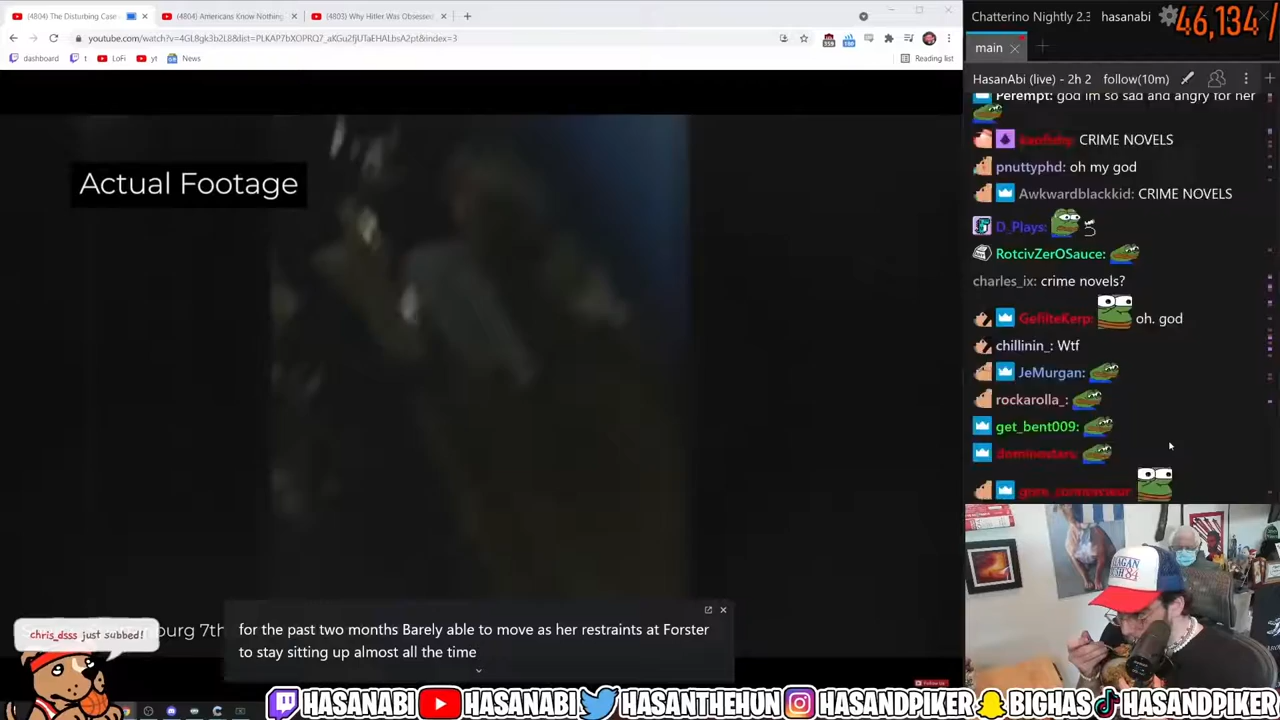 (4804) The Disturbing Case
(4804) Americans Know Nothing
(4803) Why Hitler Was Obsessed
youtube.com/watch?v=4GL8gk3b2L8&list=PLKAP7bXOPRQ7_aKGu2fjUTaEHALbsA2pt&index=3
dashboard
t
LoFi
yt
News
Reading list
Actual Footage
burg 7th
for the past two months Barely able to move as her restraints at Forster
to stay sitting up almost all the time
chris_dsss just subbed!
Chatterino Nightly 2.3
hasanabi
46,134 /
main
HasanAbi (live) - 2h 2
follow(10m)
Perempt: god im so sad and angry for her
CRIME NOVELS
pnuttyphd: oh my god
Awkwardblackkid: CRIME NOVELS
D_Plays:
RotcivZerOSauce:
charles_ix: crime novels?
GefilteKerp: oh. god
chillinin_: Wtf
JeMurgan:
rockarolla_:
get_bent009:
HASANABI
HASANABI
HASANTHEHUN
HASANDPIKER
BIGHAS
HASANDPIKER